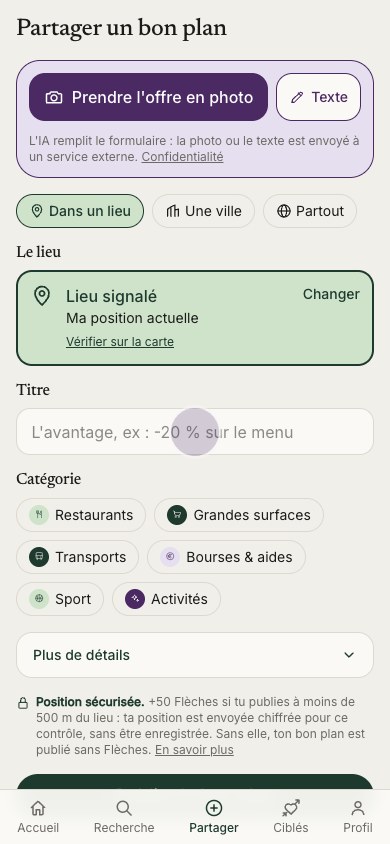 Partager un bon plan
Prendre l'offre en photo
Texte
L'IA remplit le formulaire : la photo ou le texte est envoyé à
un service externe. Confidentialité
Dans un lieu
Une ville
Partout
Le lieu
Lieu signalé
Changer
Ma position actuelle
Vérifier sur la carte
Titre
L'avantage, ex : -20 % sur le menu
Catégorie
Restaurants
Grandes surfaces
Transports
Bourses & aides
Sport
Activités
Plus de détails
Position sécurisée. +50 Flèches si tu publies à moins de
500 m du lieu : ta position est envoyée chiffrée pour ce
contrôle, sans être enregistrée. Sans elle, ton bon plan est
publié sans Flèches. En savoir plus
Accueil
Recherche
Partager
Ciblés
Profil